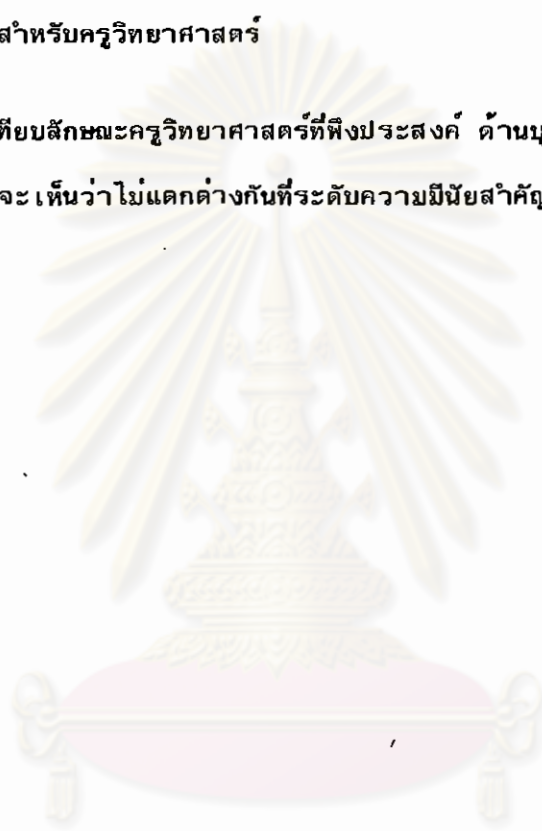 สำหรับครูวิทยาศาสตร์
ทียบลักษณะครูวิทยาศาสตร์ที่พึงประสงค์ ด้านบุ
จะเห็นว่าไม่แตกต่างกันที่ระดับความมีนัยสำคัญ